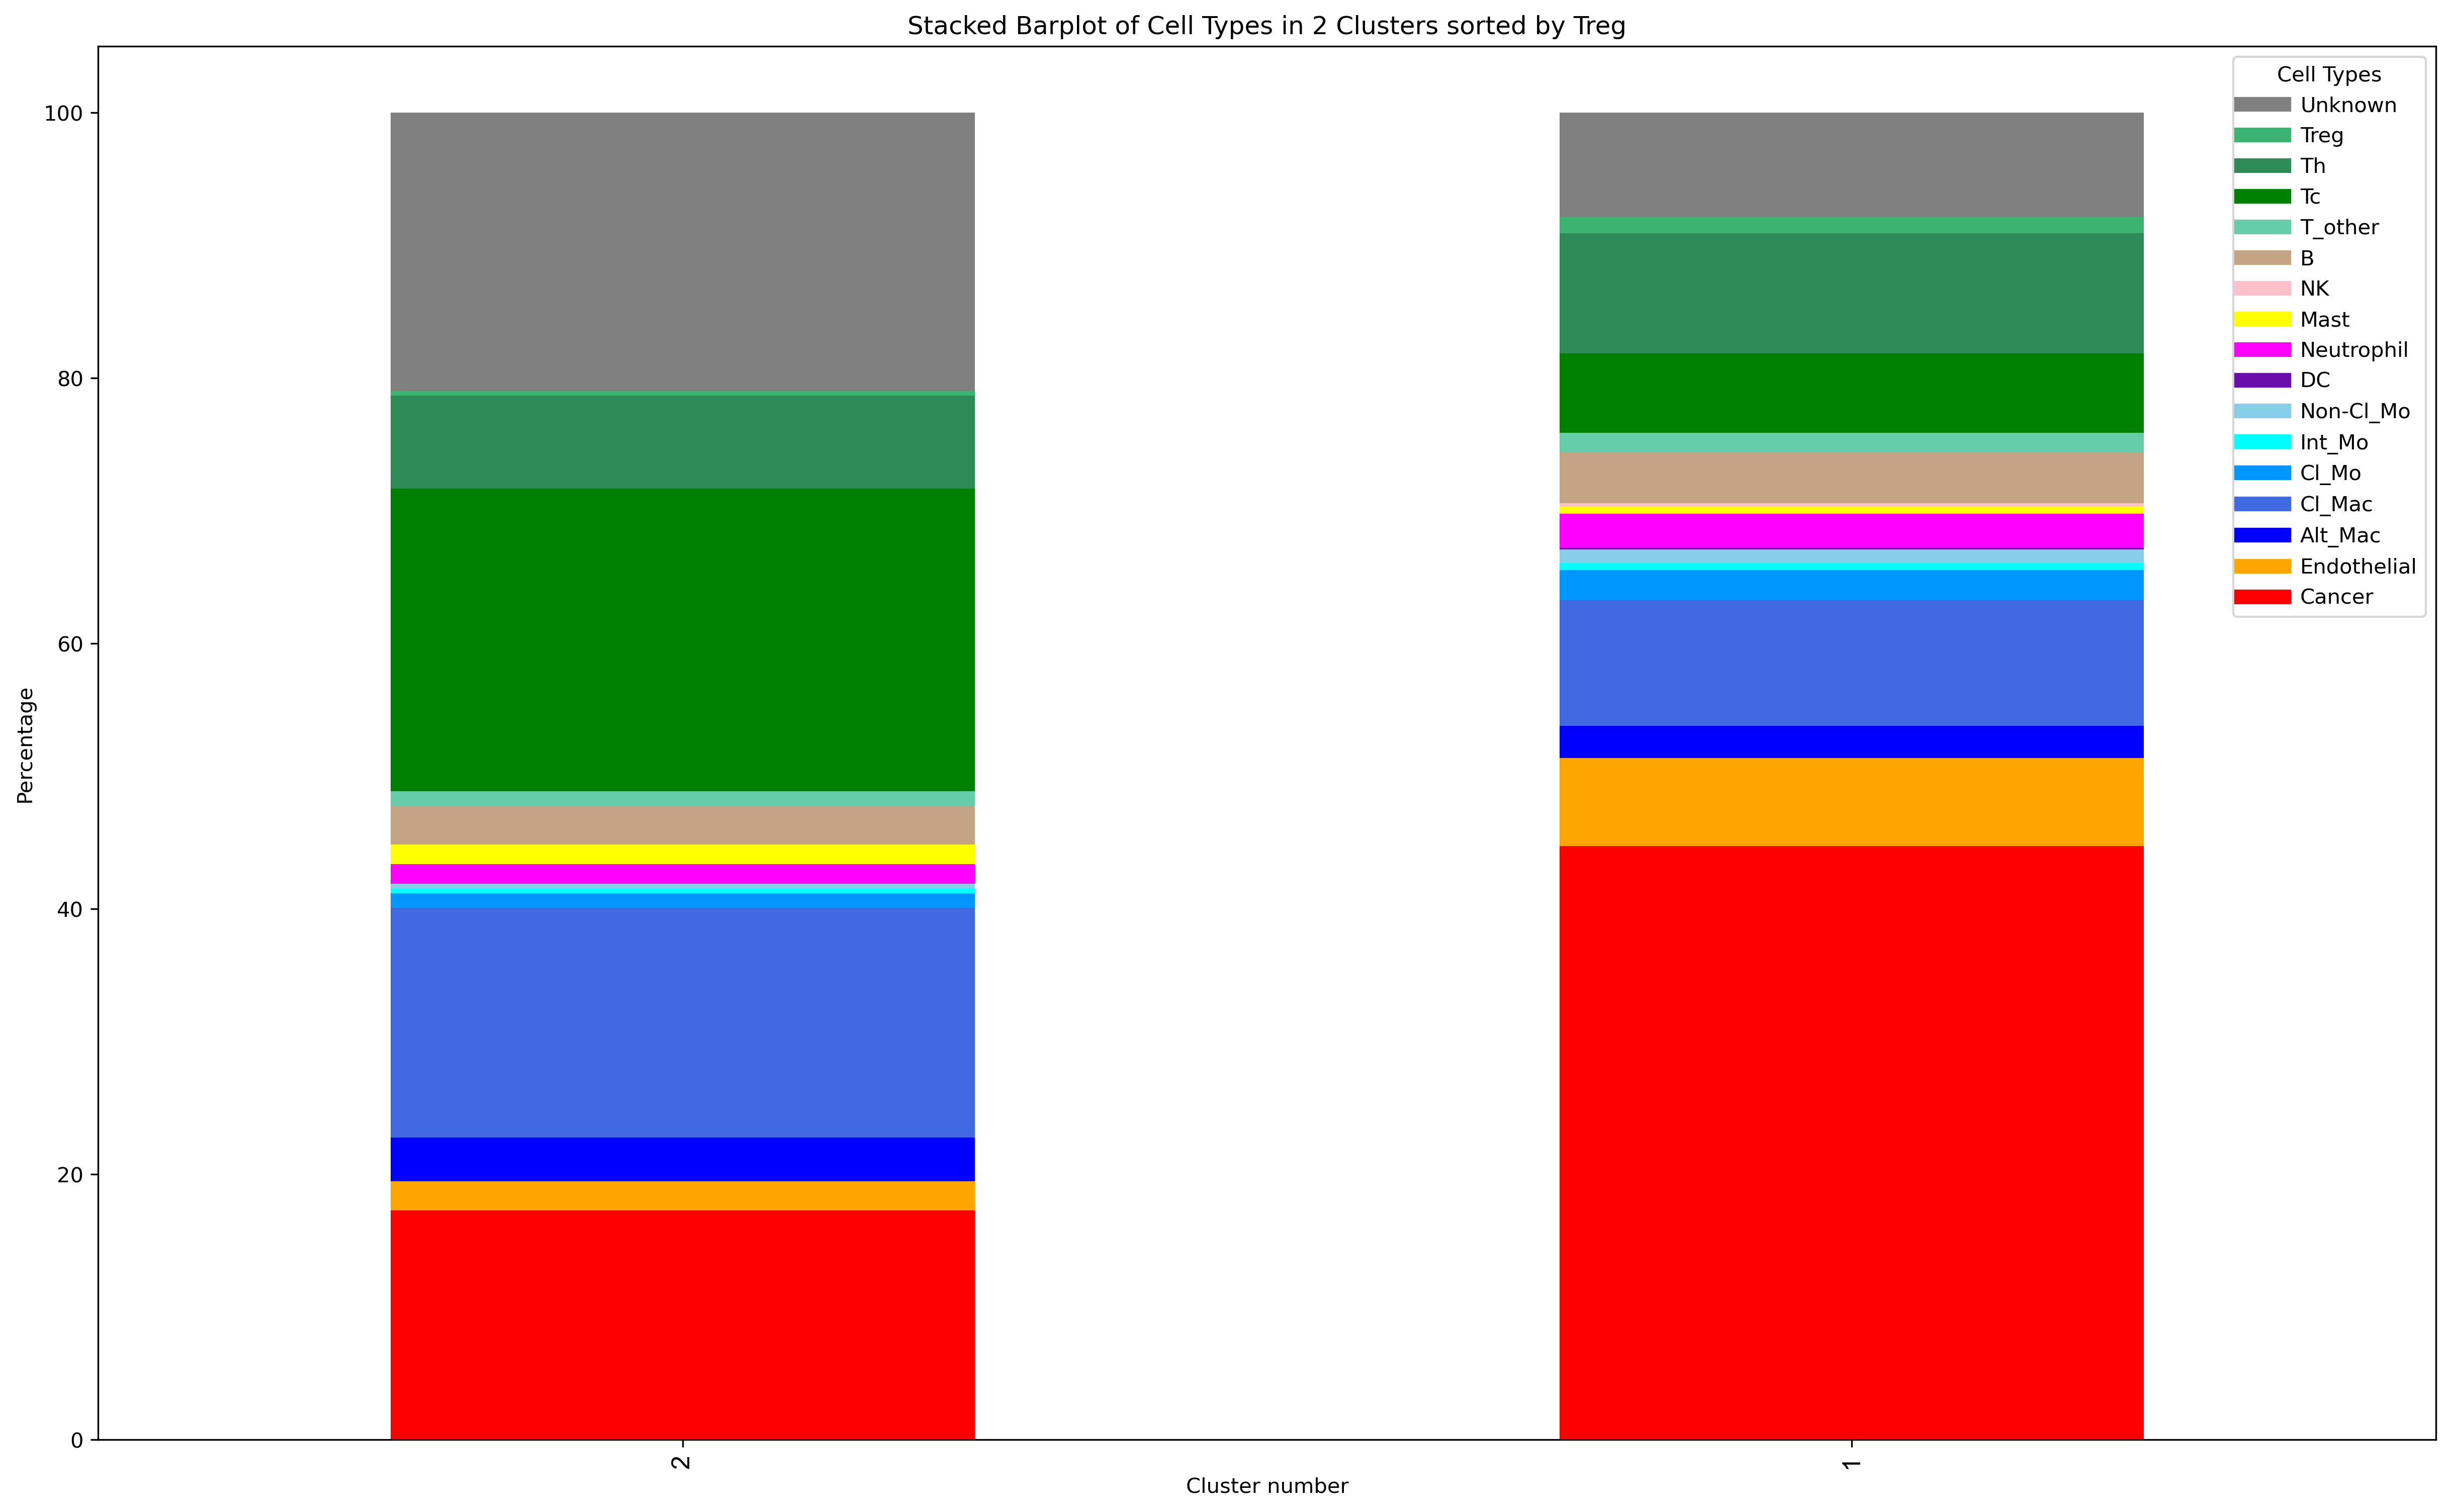 Stacked Barplot of Cell Types in 2 Clusters sorted by Treg
Percentage
100
80
60
40
20
0
2
1
Cluster number
Cell Types
Unknown
Treg
Th
Tc
T_other
B
NK
Mast
Neutrophil
DC
Non-Cl_Mo
Int_Mo
Cl_Mo
Cl_Mac
Alt_Mac
Endothelial
Cancer